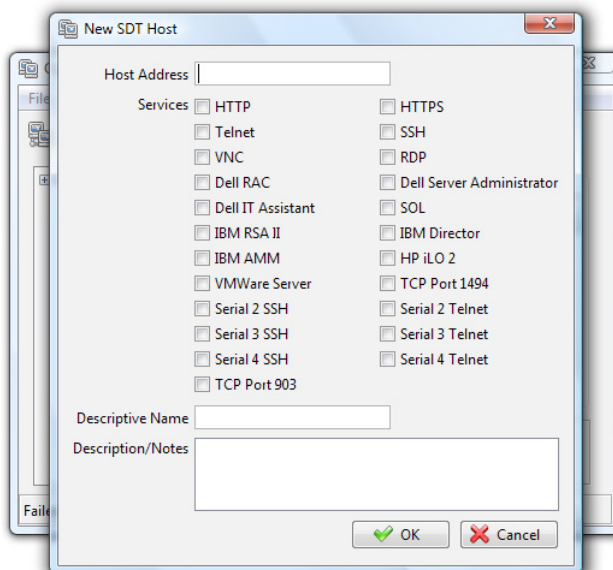 New SDT Host
File
Host Address
Services HTTP HTTPS
Telnet SSH
VNC RDP
Dell RAC Dell Server Administrator
Dell IT Assistant SOL
IBM RSA II IBM Director
IBM AMM HP iLO 2
VMWare Server TCP Port 1494
Serial 2 SSH Serial 2 Telnet
Serial 3 SSH Serial 3 Telnet
Serial 4 SSH Serial 4 Telnet
TCP Port 903
Descriptive Name
Description/Notes
Faile
OK Cancel